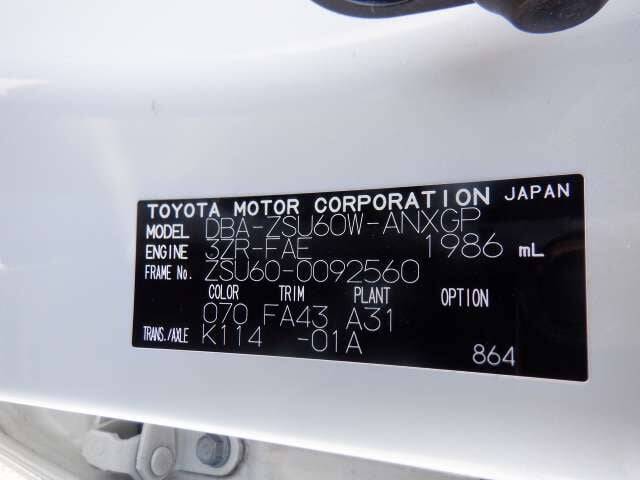 TOYOTA MOTOR CORPORATION JAPAN
MODEL DBA-ZSU60W-ANXGP
ENGINE 3ZR-FAE 1986 mL
FRAME No. ZSU60-0092560
COLOR TRIM PLANT OPTION
070 FA43 A31
TRANS./AXLE K114 -01A
864